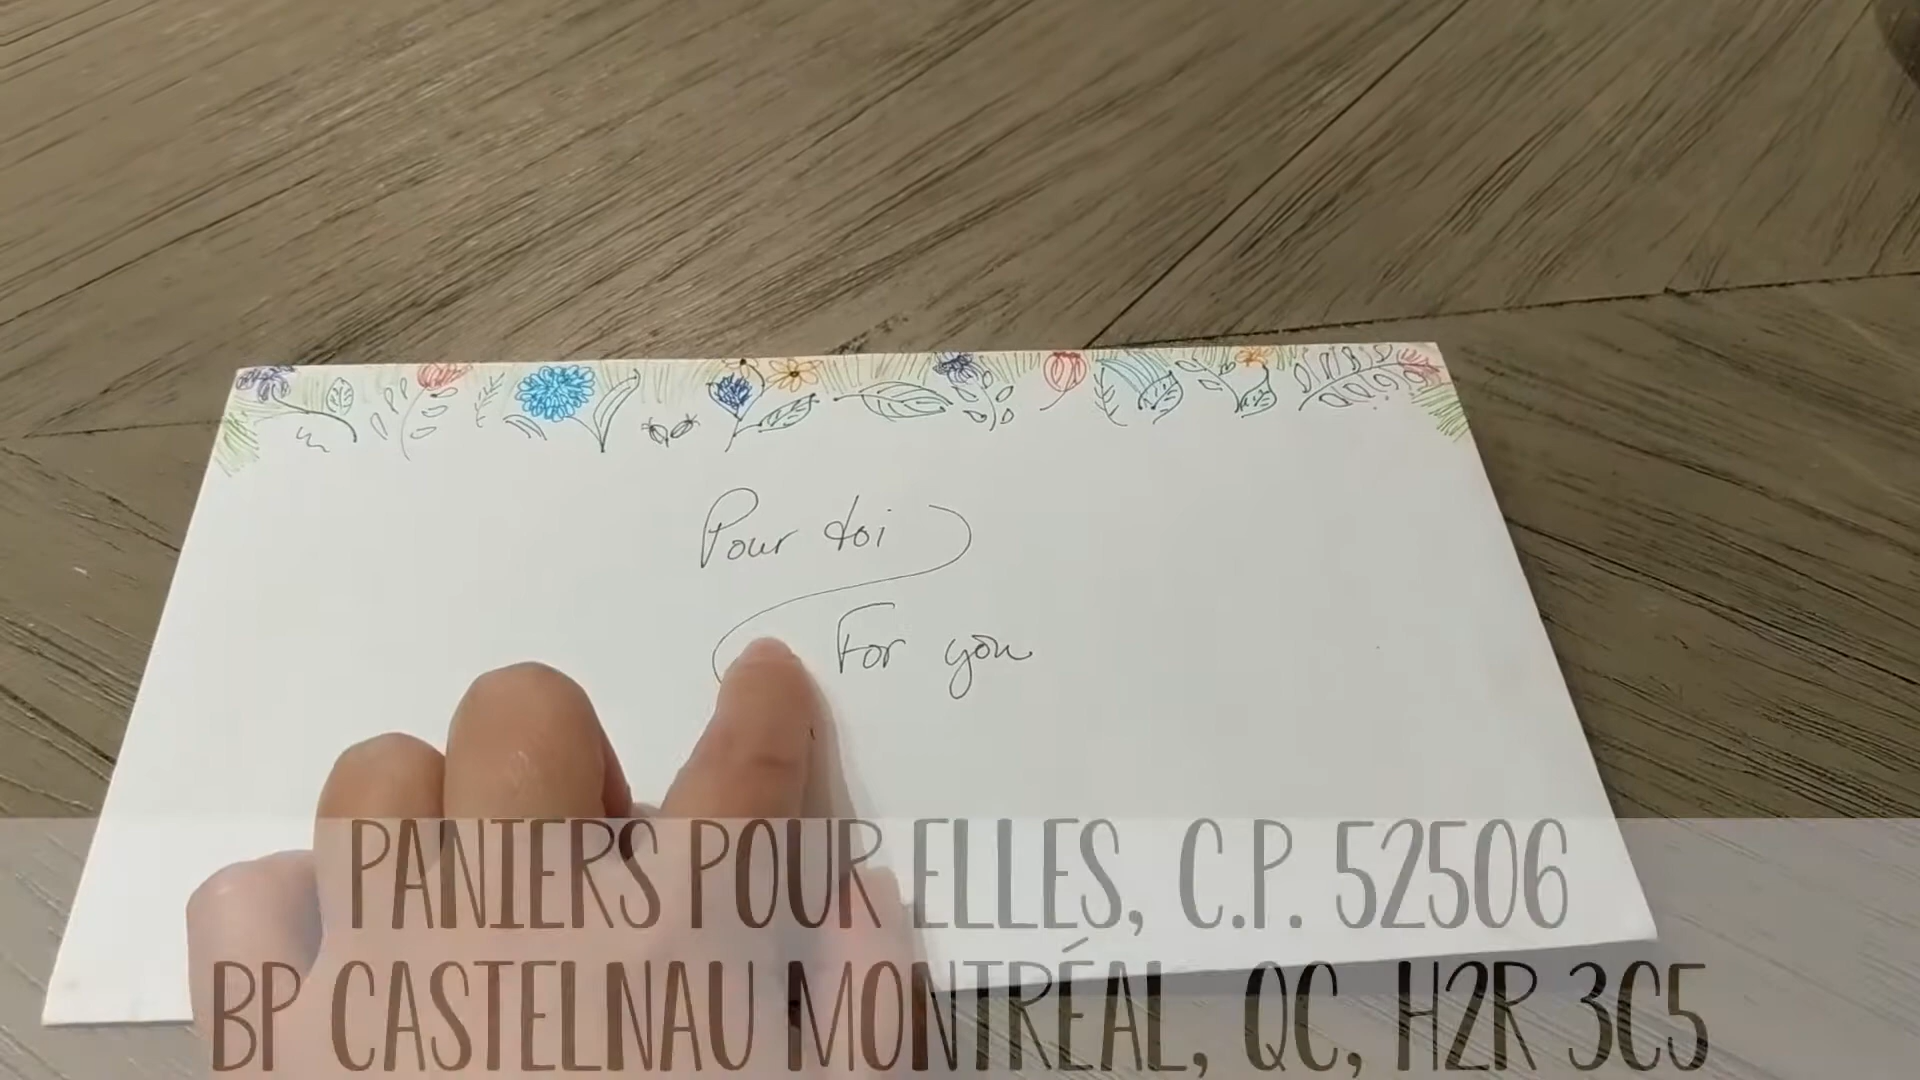 Pour toi
For you
PANIERS POUR ELLES, C.P. 52506
BP CASTELNAU MONTRÉAL, QC, H2R 3C5